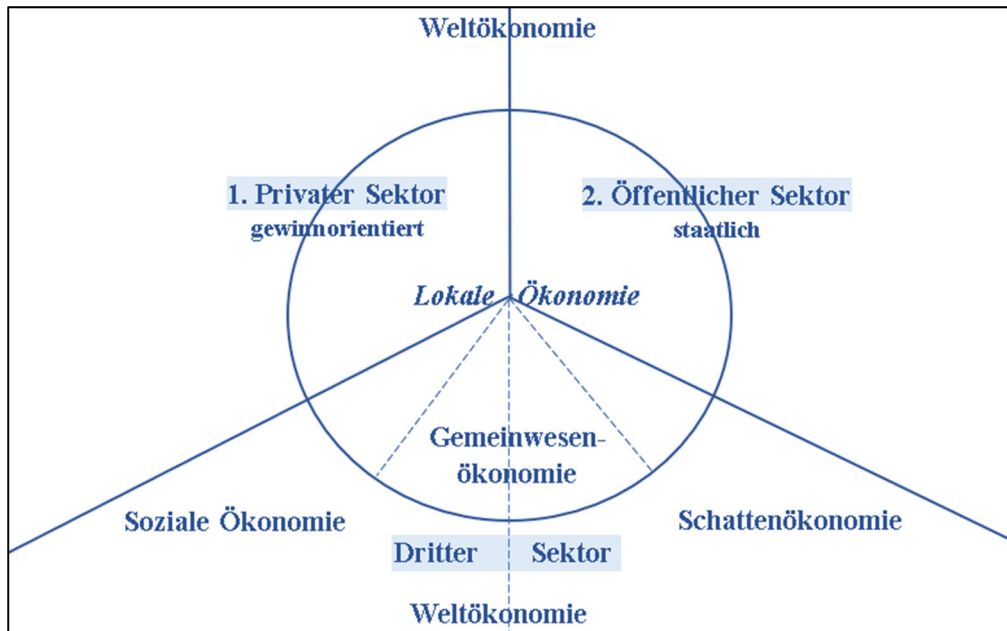 Weltökonomie
1. Privater Sektor
gewinnorientiert
2. Öffentlicher Sektor
staatlich
Lokale Ökonomie
Gemeinwesen-
ökonomie
Soziale Ökonomie
Schattenökonomie
Dritter Sektor
Weltökonomie